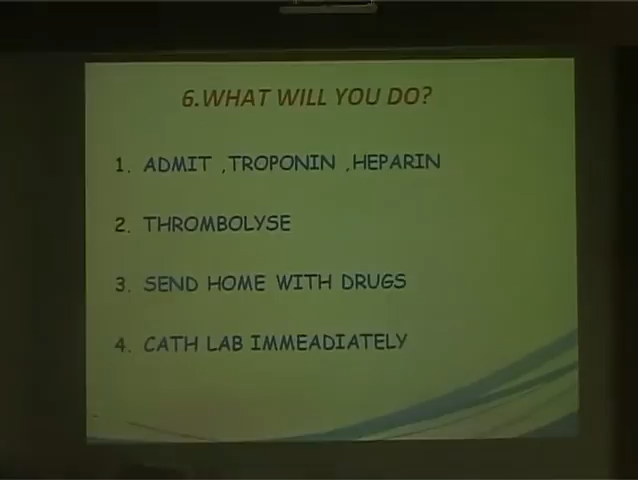 6.WHAT WILL YOU DO?
1. ADMIT ,TROPONIN ,HEPARIN
2. THROMBOLYSE
3. SEND HOME WITH DRUGS
4. CATH LAB IMMEADIATELY